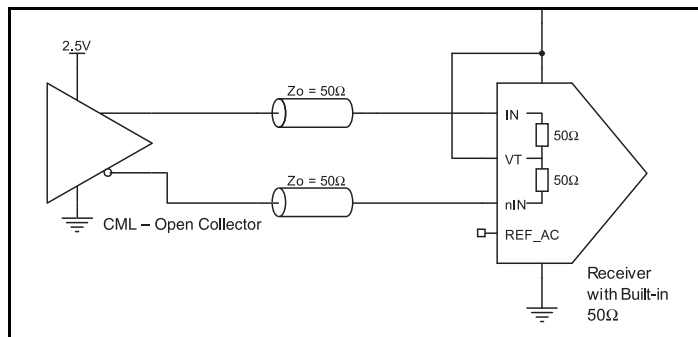 2.5V
Zo = 50Ω
IN
50Ω
VT
50Ω
Zo = 50Ω
nIN
CML – Open Collector
REF_AC
Receiver
with Built-in
50Ω